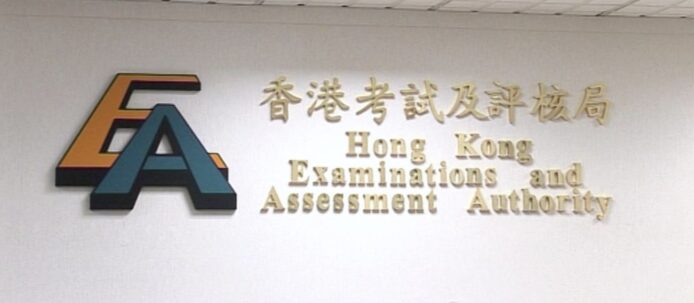 EA
香港考試及評核局
Hong Kong
Examinations and
Assessment Authority